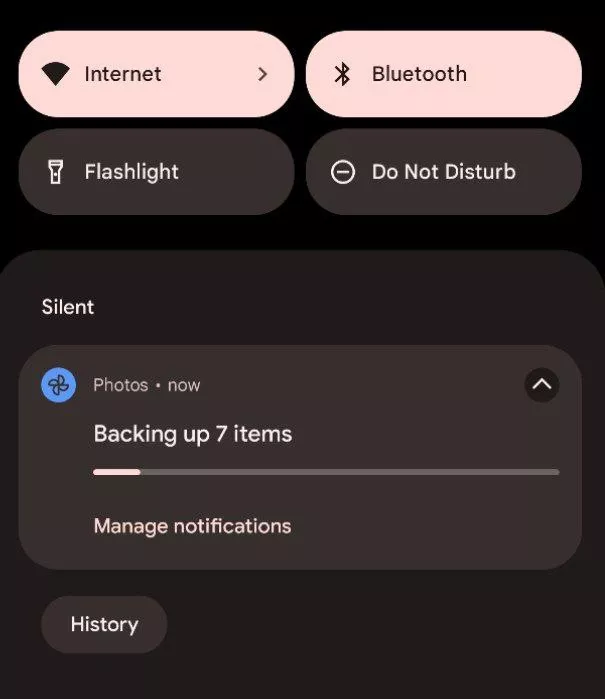 Internet
Bluetooth
Flashlight
Do Not Disturb
Silent
Photos • now
Backing up 7 items
Manage notifications
History